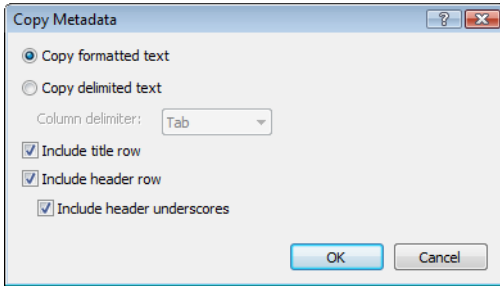 Copy Metadata
Copy formatted text
Copy delimited text
Column delimiter: Tab
Include title row
Include header row
Include header underscores
OK Cancel